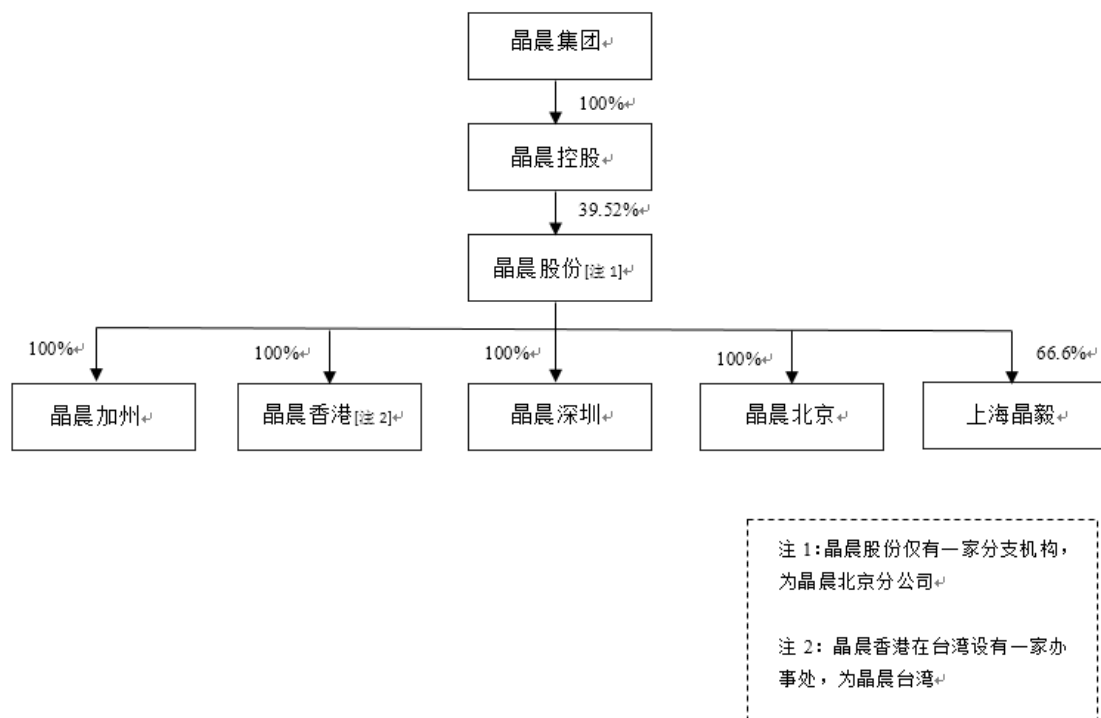 晶晨集团
100%
晶晨控股
39.52%
晶晨股份[注 1]
100%
100%
100%
100%
66.6%
晶晨加州
晶晨香港[注 2]
晶晨深圳
晶晨北京
上海晶毅
注 1:晶晨股份仅有一家分支机构，
为晶晨北京分公司
注 2：晶晨香港在台湾设有一家办
事处，为晶晨台湾